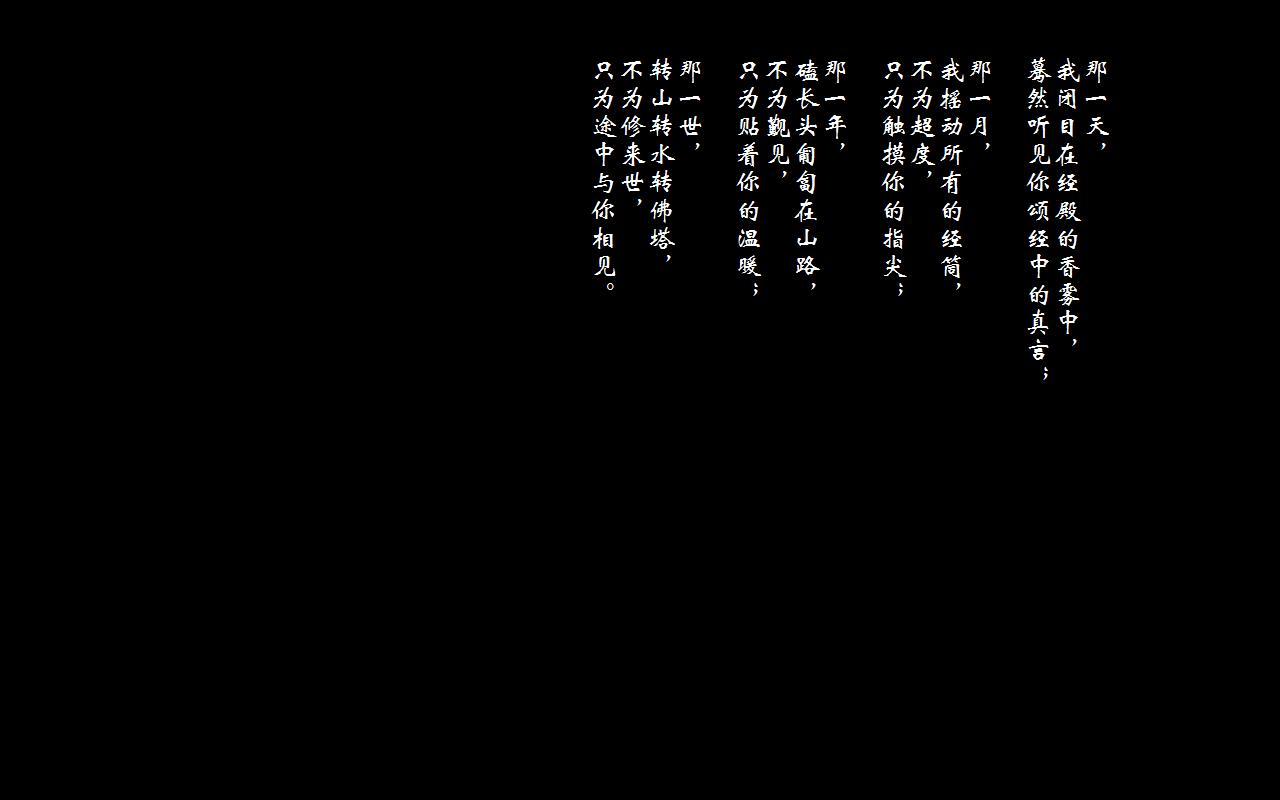 那一天，
我闭目在经殿的香雾中，
蓦然听见你颂经中的真言；
那一月，
我摇动所有的经筒，
不为超度，
只为触摸你的指尖；
那一年，
磕长头匍匐在山路，
不为觐见，
只为贴着你的温暖；
那一世，
转山转水转佛塔，
不为修来世，
只为途中与你相见。